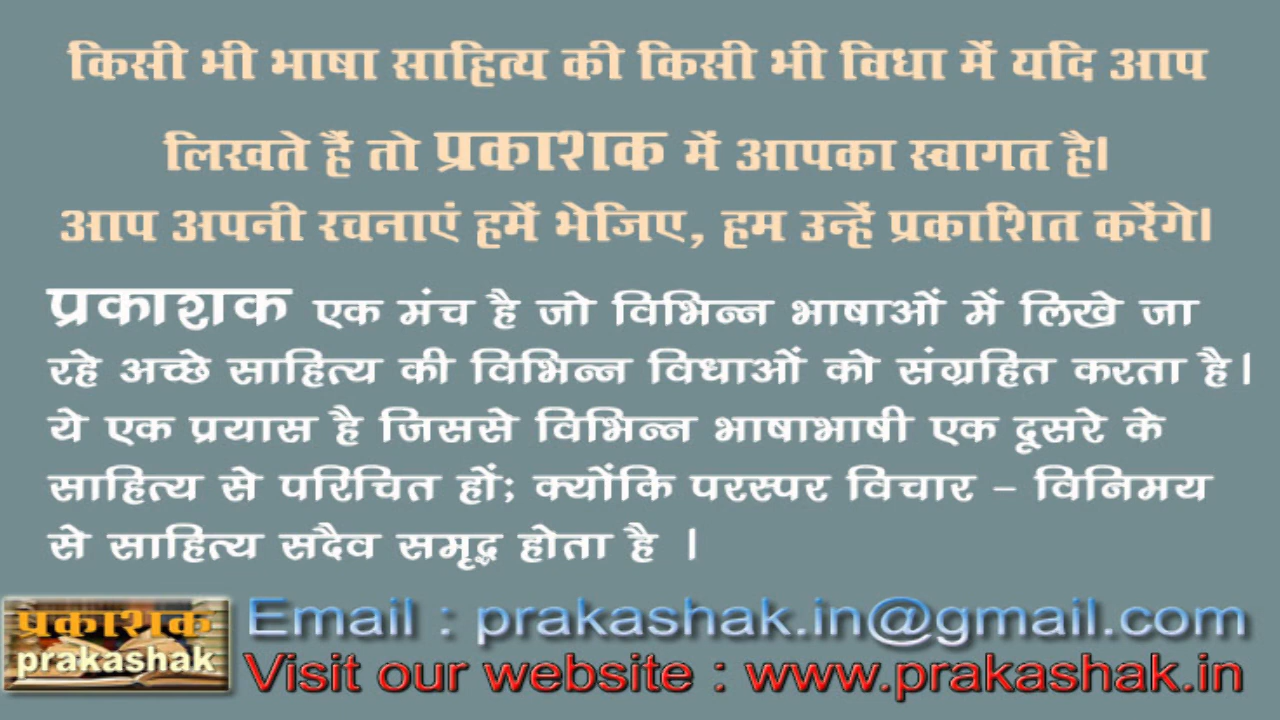 किसी भी भाषा साहित्य की किसी भी विधा में यदि आप
लिखते हैं तो प्रकाशक में आपका स्वागत है।
आप अपनी रचनाएं हमें भेजिए, हम उन्हें प्रकाशित करेंगे।
प्रकाशक एक मंच है जो विभिन्न भाषाओं में लिखे जा
रहे अच्छे साहित्य की विभिन्न विधाओं को संग्रहित करता है।
ये एक प्रयास है जिससे विभिन्न भाषाभाषी एक दूसरे के
साहित्य से परिचित हों; क्योंकि परस्पर विचार – विनिमय
से साहित्य सदैव समृद्ध होता है ।
प्रकाशक
prakashak
Email : prakashak.in@gmail.com
Visit our website : www.prakashak.in